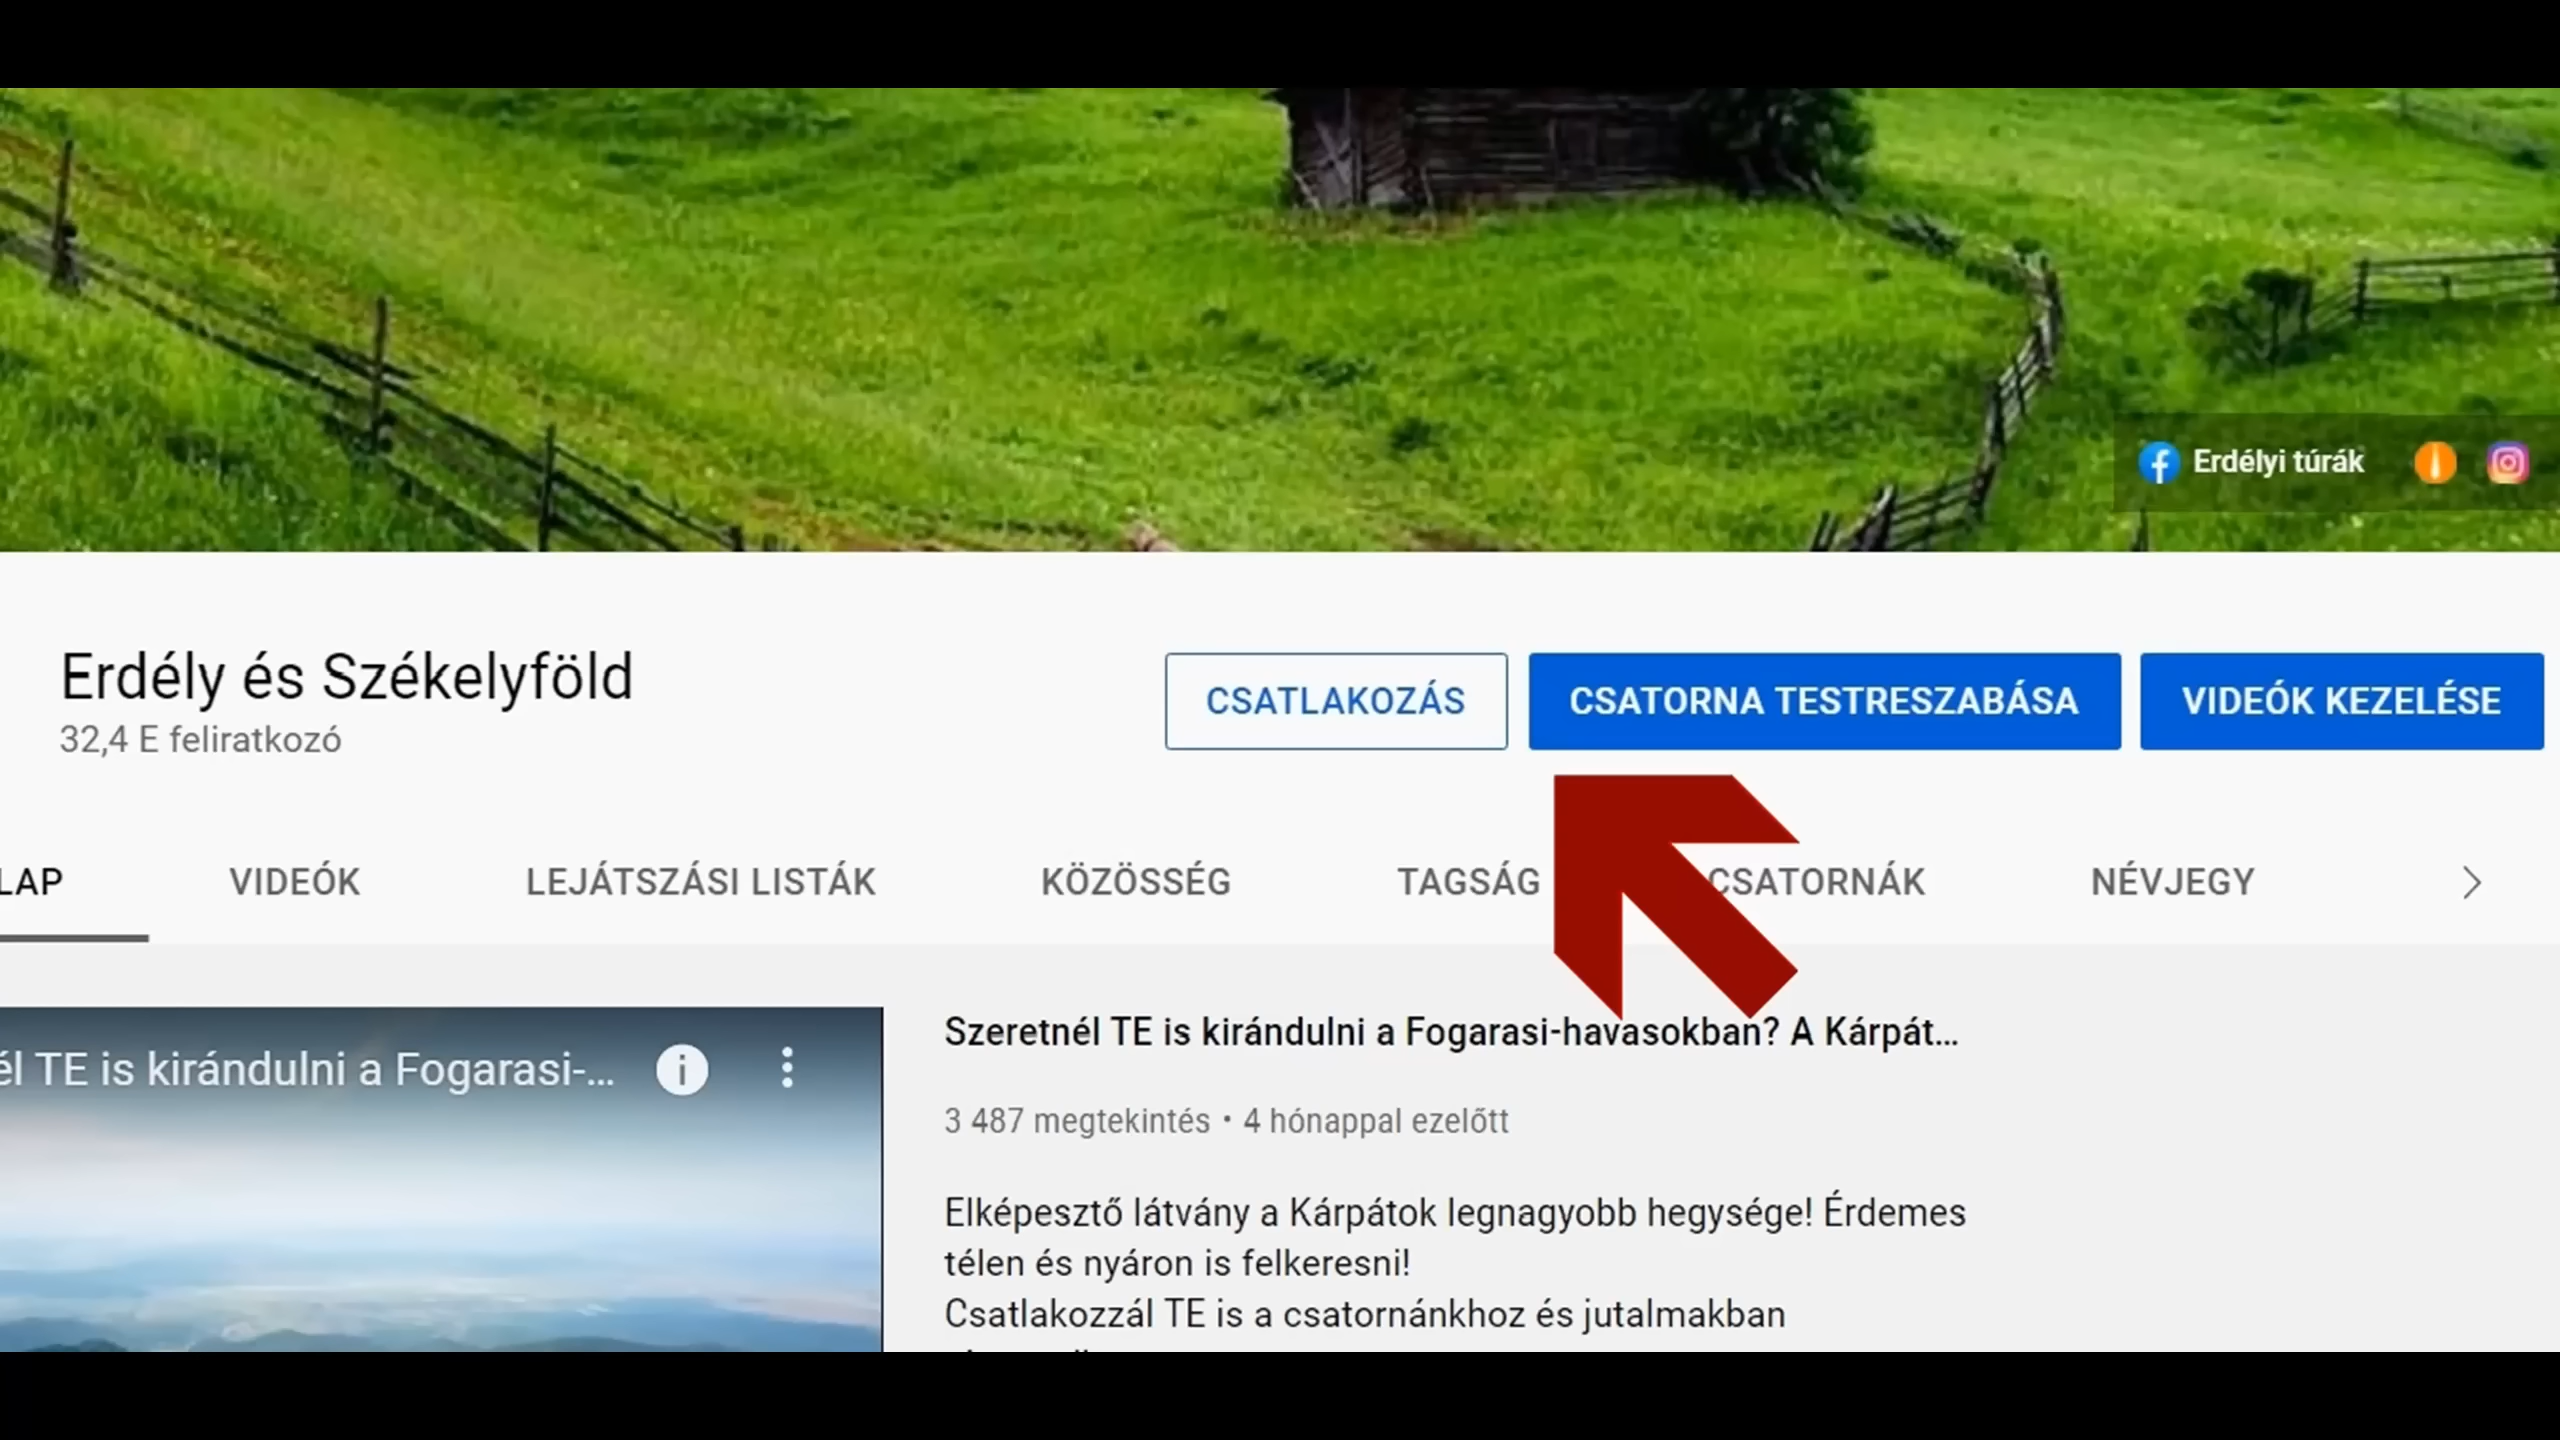 Erdélyi túrák
Erdély és Székelyföld
32,4 E feliratkozó
CSATLAKOZÁS
CSATORNA TESTRESZABÁSA
VIDEÓK KEZELÉSE
LAP
VIDEÓK
LEJÁTSZÁSI LISTÁK
KÖZÖSSÉG
TAGSÁG
CSATORNÁK
NÉVJEGY
él TE is kirándulni a Fogarasi-...
Szeretnél TE is kirándulni a Fogarasi-havasokban? A Kárpát...
3 487 megtekintés • 4 hónappal ezelőtt
Elképesztő látvány a Kárpátok legnagyobb hegysége! Érdemes
télen és nyáron is felkeresni!
Csatlakozzál TE is a csatornánkhoz és jutalmakban